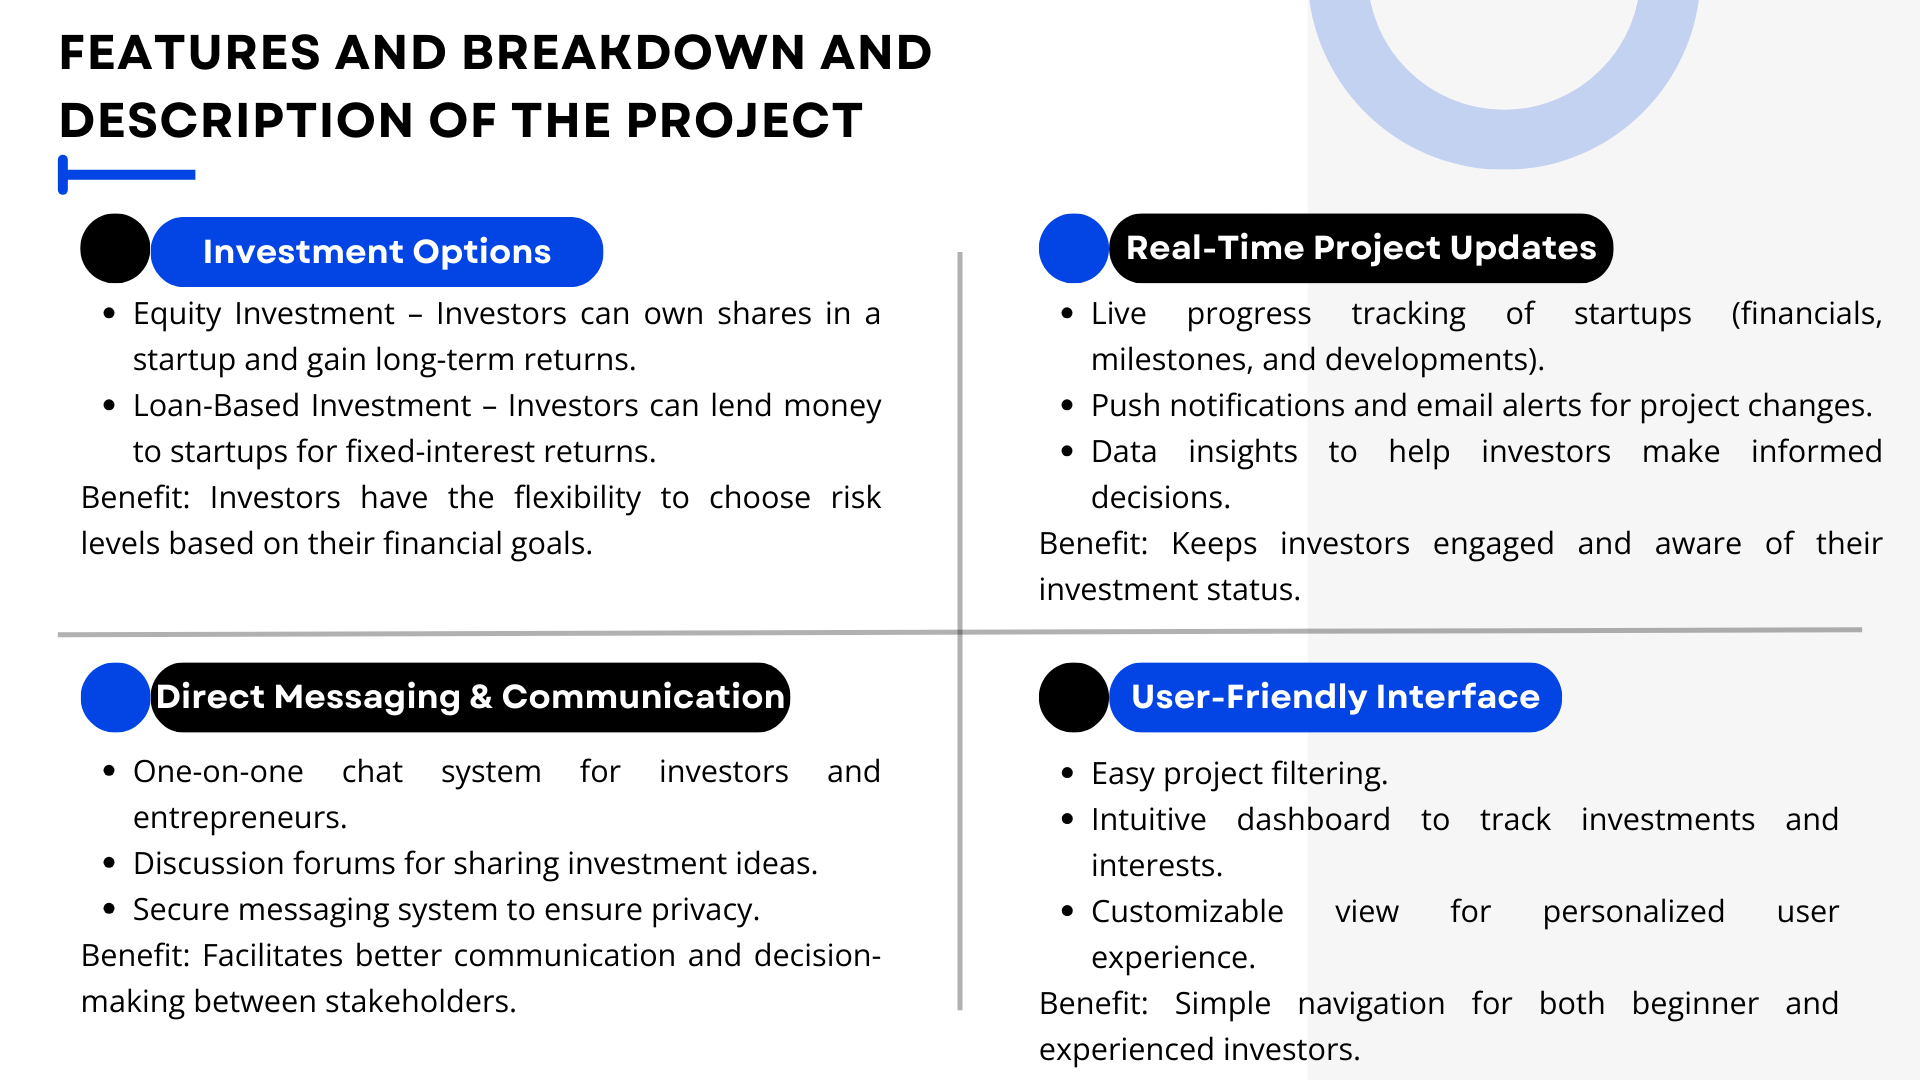 FEATURES AND BREAKDOWN AND
DESCRIPTION OF THE PROJECT
Investment Options
• Equity Investment – Investors can own shares in a
startup and gain long-term returns.
• Loan-Based Investment – Investors can lend money
to startups for fixed-interest returns.
Benefit: Investors have the flexibility to choose risk
levels based on their financial goals.
Real-Time Project Updates
• Live progress tracking of startups (financials,
milestones, and developments).
• Push notifications and email alerts for project changes.
• Data insights to help investors make informed
decisions.
Benefit: Keeps investors engaged and aware of their
investment status.
Direct Messaging & Communication
• One-on-one chat system for investors and
entrepreneurs.
• Discussion forums for sharing investment ideas.
• Secure messaging system to ensure privacy.
Benefit: Facilitates better communication and decision-
making between stakeholders.
User-Friendly Interface
• Easy project filtering.
• Intuitive dashboard to track investments and
interests.
• Customizable view for personalized user
experience.
Benefit: Simple navigation for both beginner and
experienced investors.